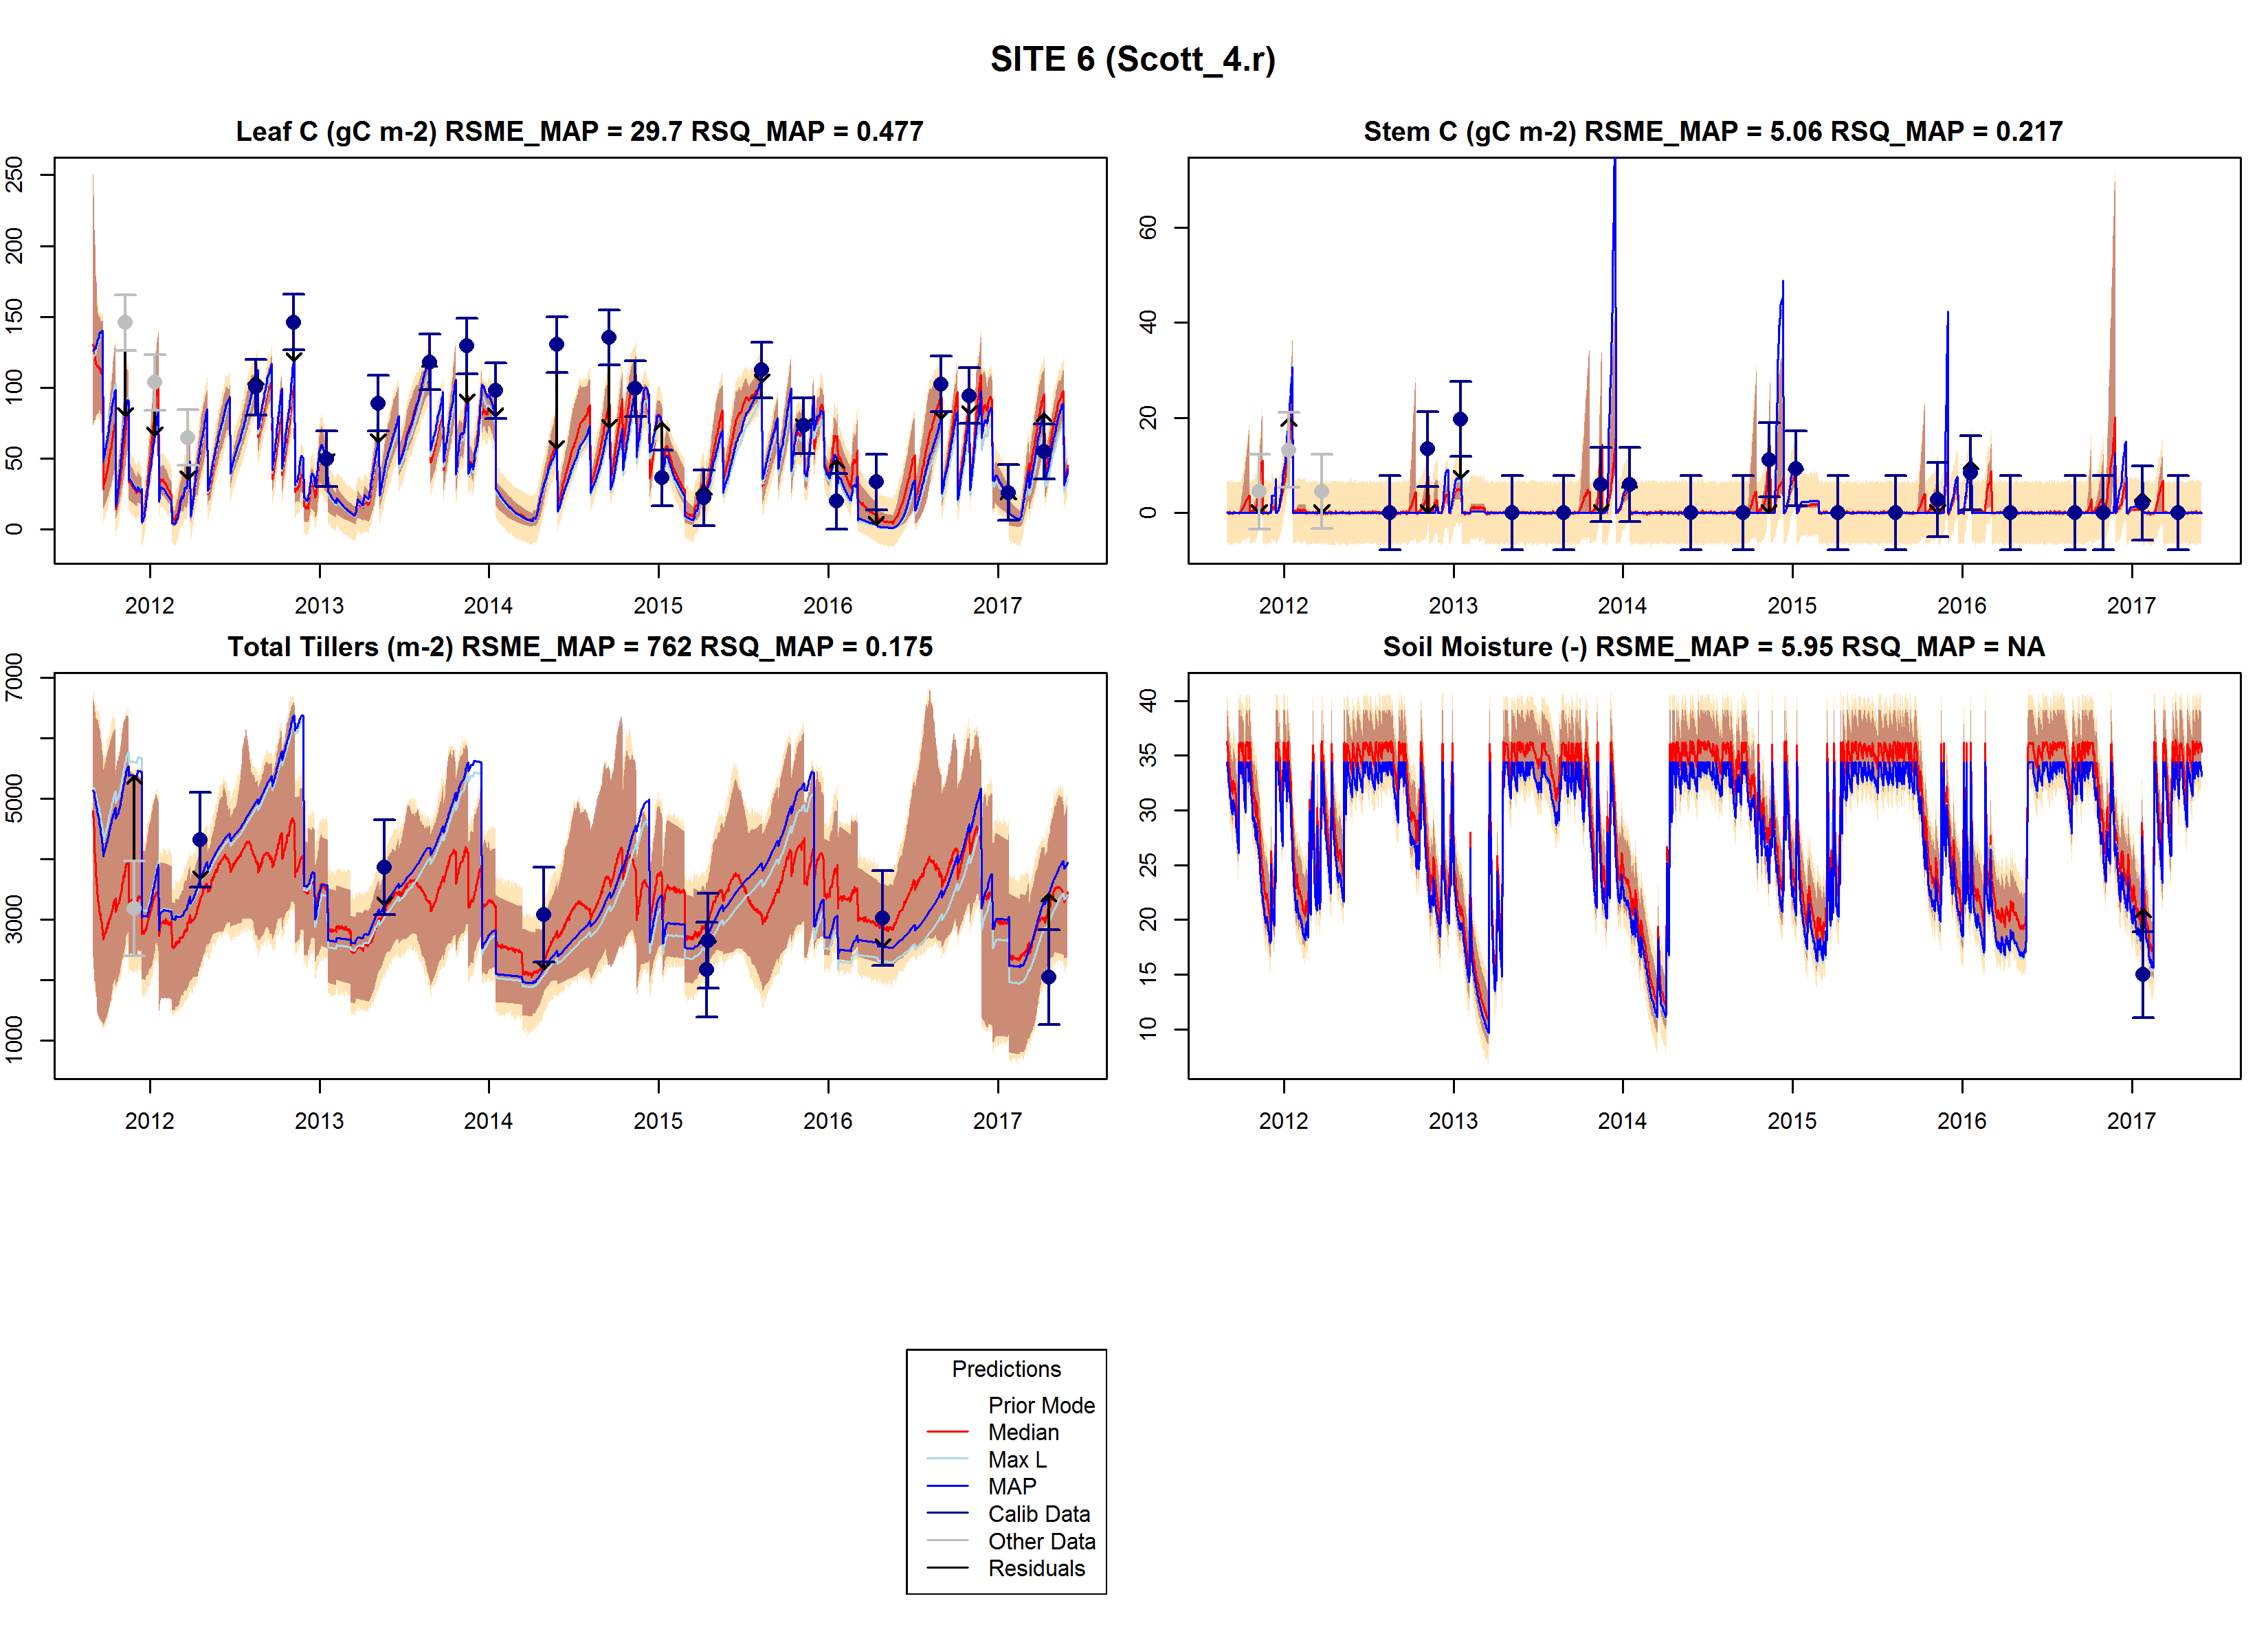 SITE 6 (Scott_4.r)
Leaf C (gC m-2) RSME_MAP = 29.7 RSQ_MAP = 0.477
250
200
150
100
50
0
2012 2013 2014 2015 2016 2017
Stem C (gC m-2) RSME_MAP = 5.06 RSQ_MAP = 0.217
60
40
20
0
2012 2013 2014 2015 2016 2017
Total Tillers (m-2) RSME_MAP = 762 RSQ_MAP = 0.175
7000
5000
3000
1000
2012 2013 2014 2015 2016 2017
Soil Moisture (-) RSME_MAP = 5.95 RSQ_MAP = NA
40
35
30
25
20
15
10
2012 2013 2014 2015 2016 2017
Predictions
Prior Mode
Median
Max L
MAP
Calib Data
Other Data
Residuals